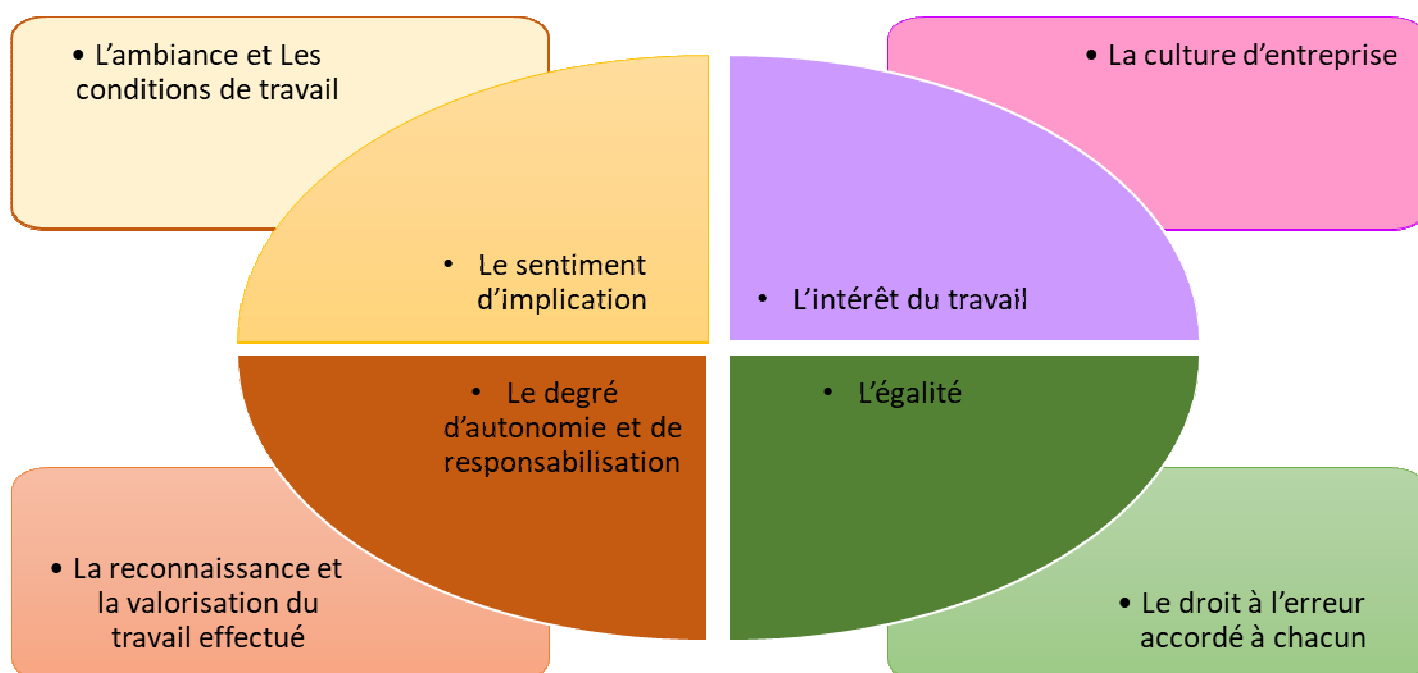 • L'ambiance et Les
conditions de travail
• La culture d'entreprise
• Le sentiment
d'implication
• L'intérêt du travail
• Le degré
d'autonomie et de
responsabilisation
• L'égalité
• La reconnaissance et
la valorisation du
travail effectué
• Le droit à l'erreur
accordé à chacun